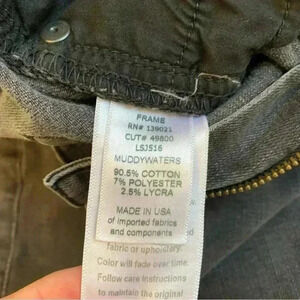 FRAME
RN# 139021
CUT# 49800
LSJ516
MUDDYWATERS
90.5% COTTON
7% POLYESTER
2.5% LYCRA
MADE IN USA
of imported fabrics
and components
fabric or upholstery.
Color will fade over time.
Follow care instructions
to maintain the original